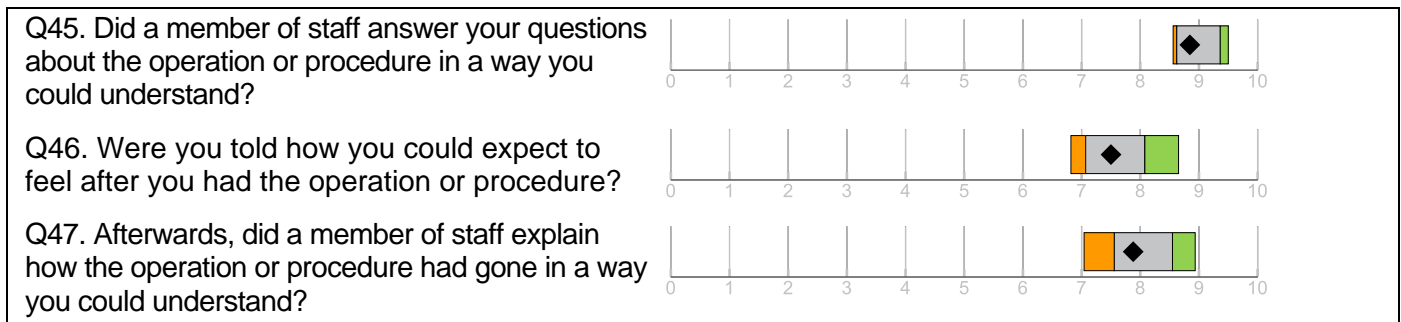 Q45. Did a member of staff answer your questions
about the operation or procedure in a way you
could understand?
0 1 2 3 4 5 6 7 8 9 10
Q46. Were you told how you could expect to
feel after you had the operation or procedure?
0 1 2 3 4 5 6 7 8 9 10
Q47. Afterwards, did a member of staff explain
how the operation or procedure had gone in a way
you could understand?
0 1 2 3 4 5 6 7 8 9 10